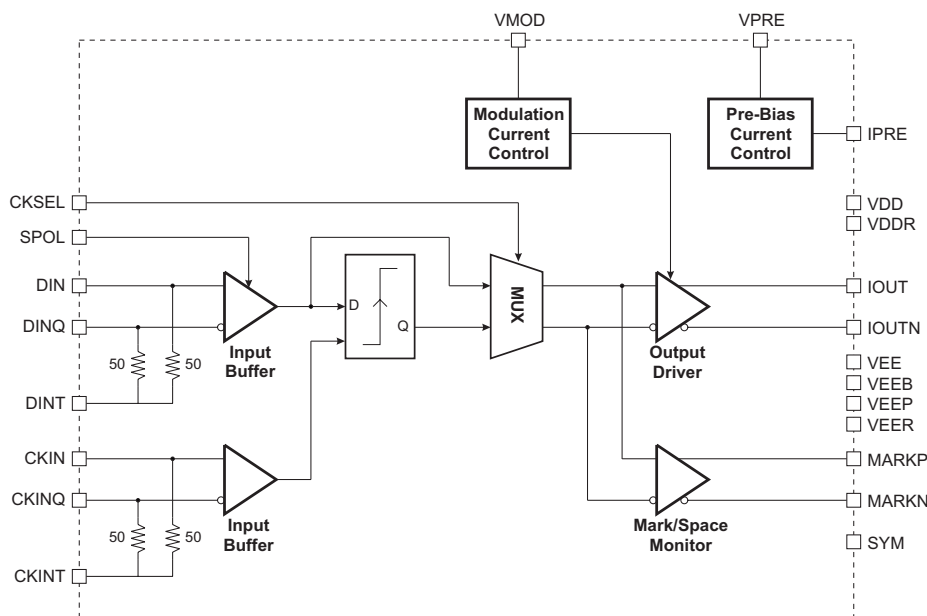 VMOD
VPRE
Modulation
Current
Control
Pre-Bias
Current
Control
IPRE
CKSEL
VDD
VDDR
SPOL
DIN
D
Q
MUX
IOUT
DINQ
IOUTN
Input
Buffer
Output
Driver
50
50
VEE
VEEB
DINT
VEEP
VEER
CKIN
MARKP
CKINQ
MARKN
Input
Buffer
Mark/Space
Monitor
50
50
SYM
CKINT